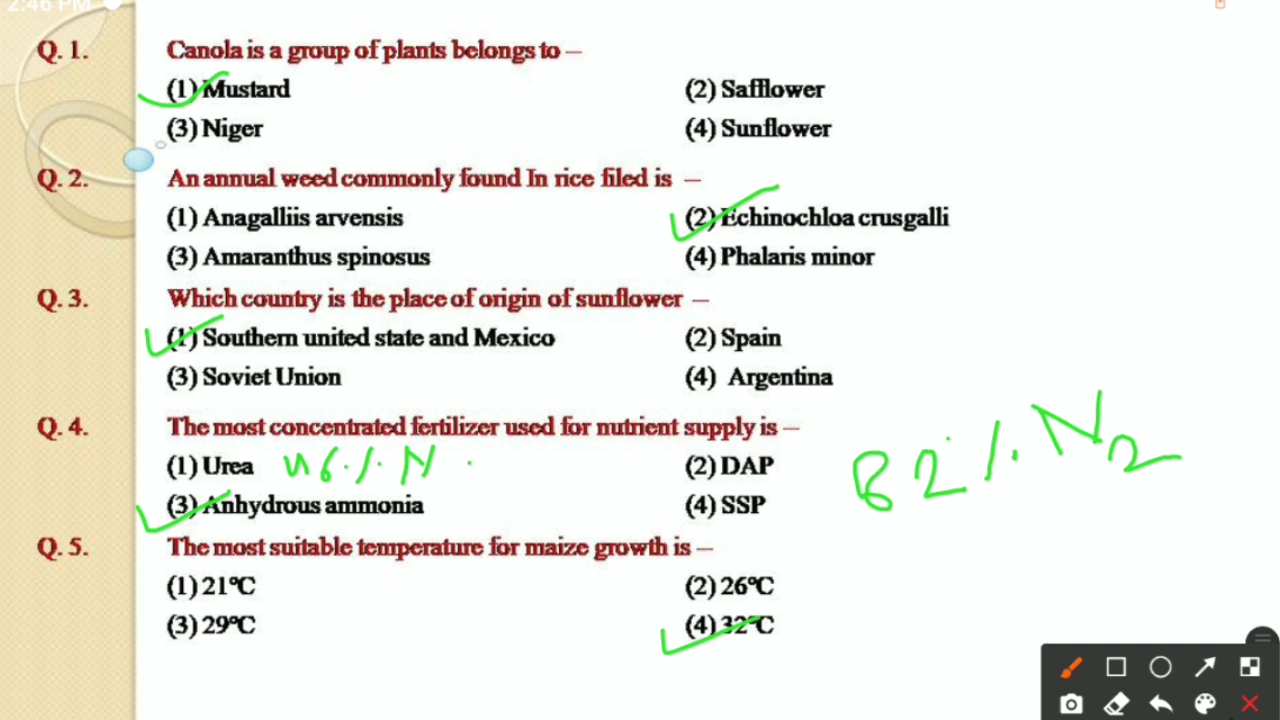 2:46 PM
Q. 1. Canola is a group of plants belongs to –
(1) Mustard (2) Safflower
(3) Niger (4) Sunflower
Q. 2. An annual weed commonly found In rice filed is –
(1) Anagalliis arvensis (2) Echinochloa crusgalli
(3) Amaranthus spinosus (4) Phalaris minor
Q. 3. Which country is the place of origin of sunflower –
(1) Southern united state and Mexico (2) Spain
(3) Soviet Union (4) Argentina
Q. 4. The most concentrated fertilizer used for nutrient supply is –
(1) Urea 46% N. (2) DAP 82% N2
(3) Anhydrous ammonia (4) SSP
Q. 5. The most suitable temperature for maize growth is –
(1) 21°C (2) 26°C
(3) 29°C (4) 32°C